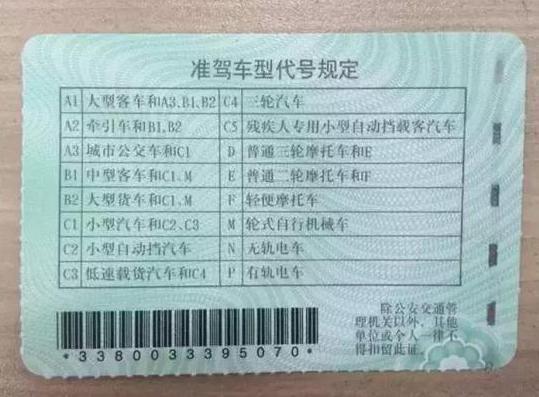 准驾车型代号规定
A1 大型客车和A3、B1、B2 C4 三轮汽车
A2 牵引车和B1、B2 C5 残疾人专用小型自动挡载客汽车
A3 城市公交车和C1 D 普通三轮摩托车和E
B1 中型客车和C1、M E 普通二轮摩托车和F
B2 大型货车和C1、M F 轻便摩托车
C1 小型汽车和C2、C3 M 轮式自行机械车
C2 小型自动挡汽车 N 无轨电车
C3 低速载货汽车和C4 P 有轨电车
除公安交通管
理机关以外，其他
单位或个人一律不
得扣留此证。
*3380033395070*